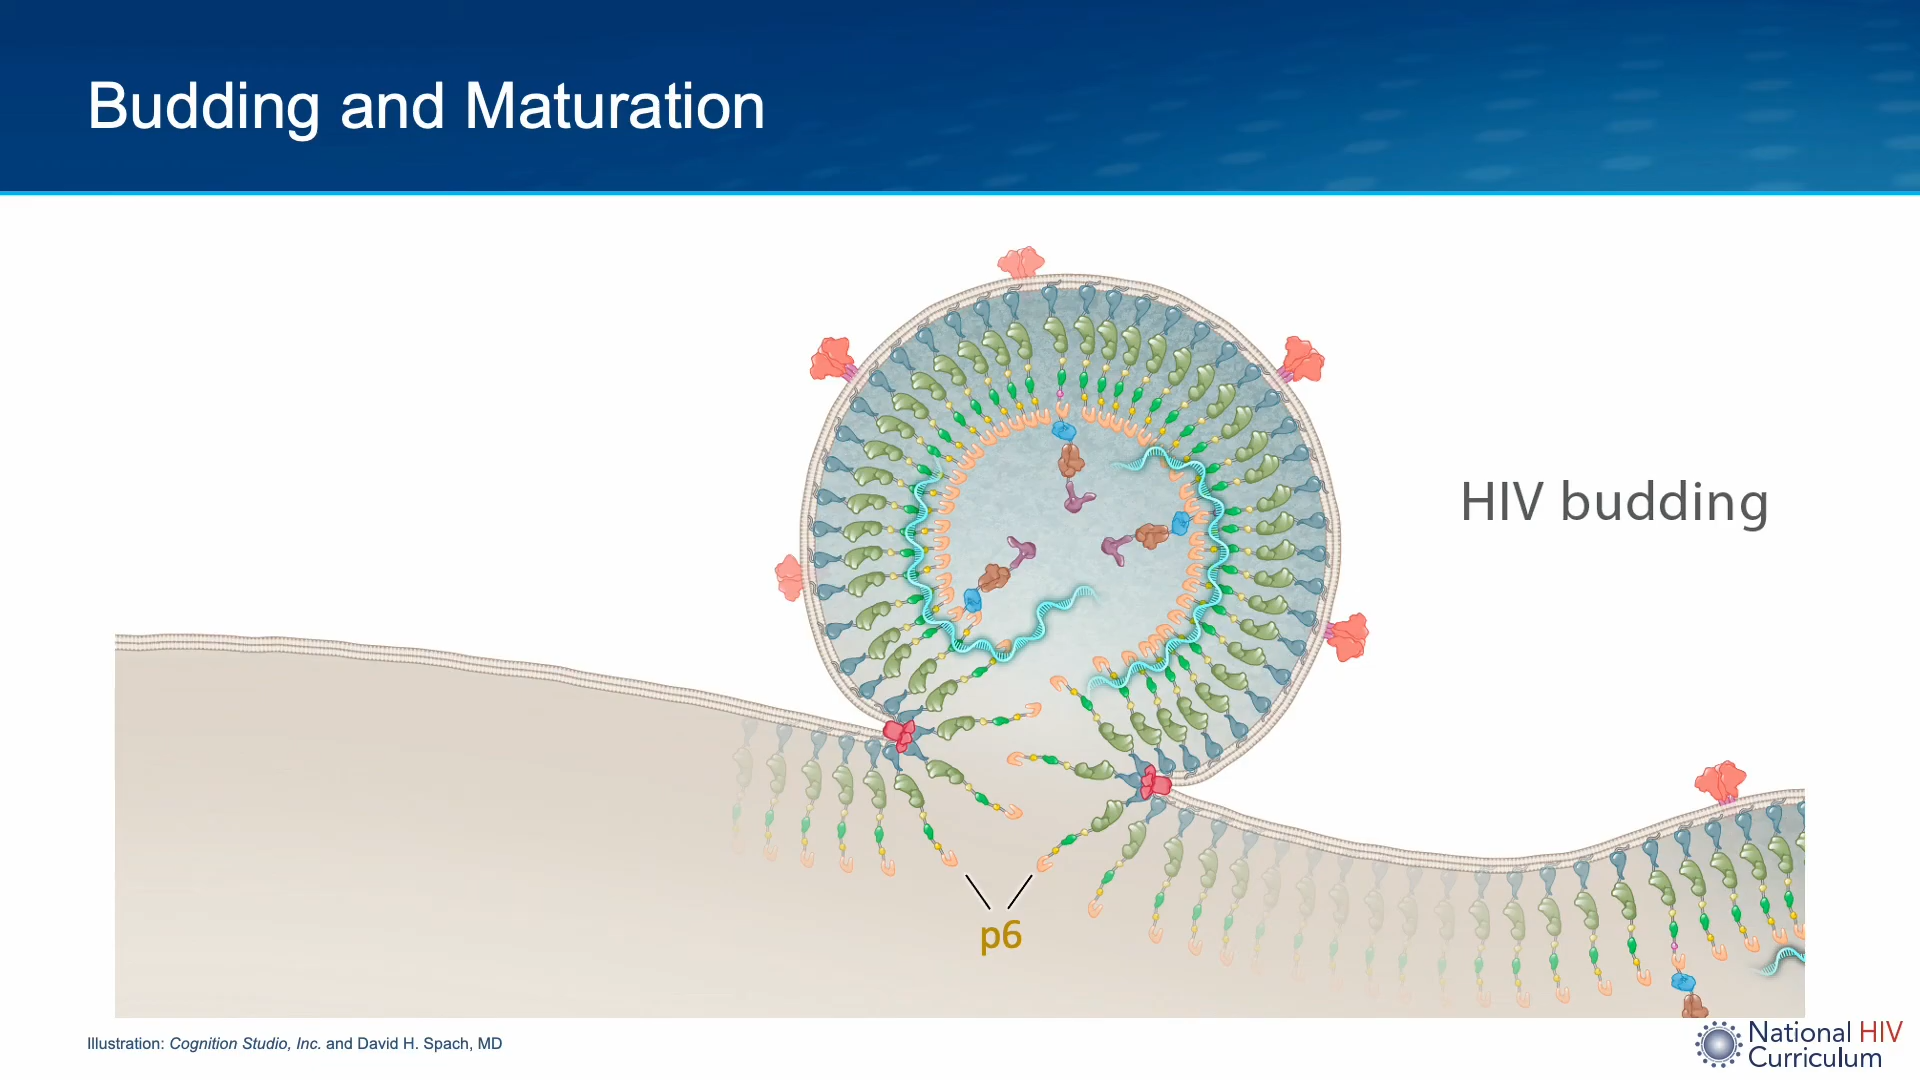 Budding and Maturation
HIV budding
p6
Illustration: Cognition Studio, Inc. and David H. Spach, MD
National HIV
Curriculum